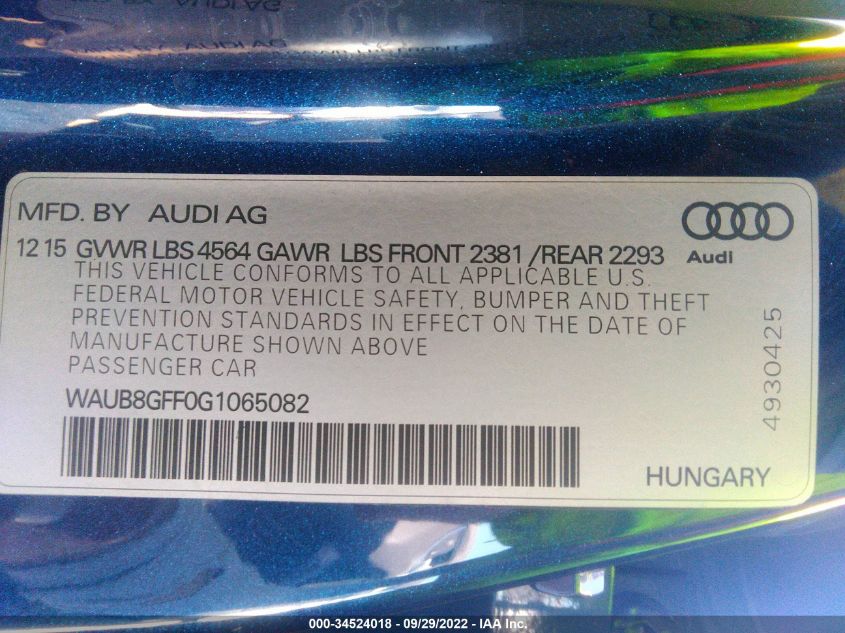 MFD. BY AUDI AG
12 15 GVWR LBS 4564 GAWR LBS FRONT 2381 /REAR 2293
Audi
THIS VEHICLE CONFORMS TO ALL APPLICABLE U.S.
FEDERAL MOTOR VEHICLE SAFETY, BUMPER AND THEFT
PREVENTION STANDARDS IN EFFECT ON THE DATE OF
MANUFACTURE SHOWN ABOVE
PASSENGER CAR
WAUB8GFF0G1065082
4930425
HUNGARY
000-34524018 - 09/29/2022 - IAA Inc.